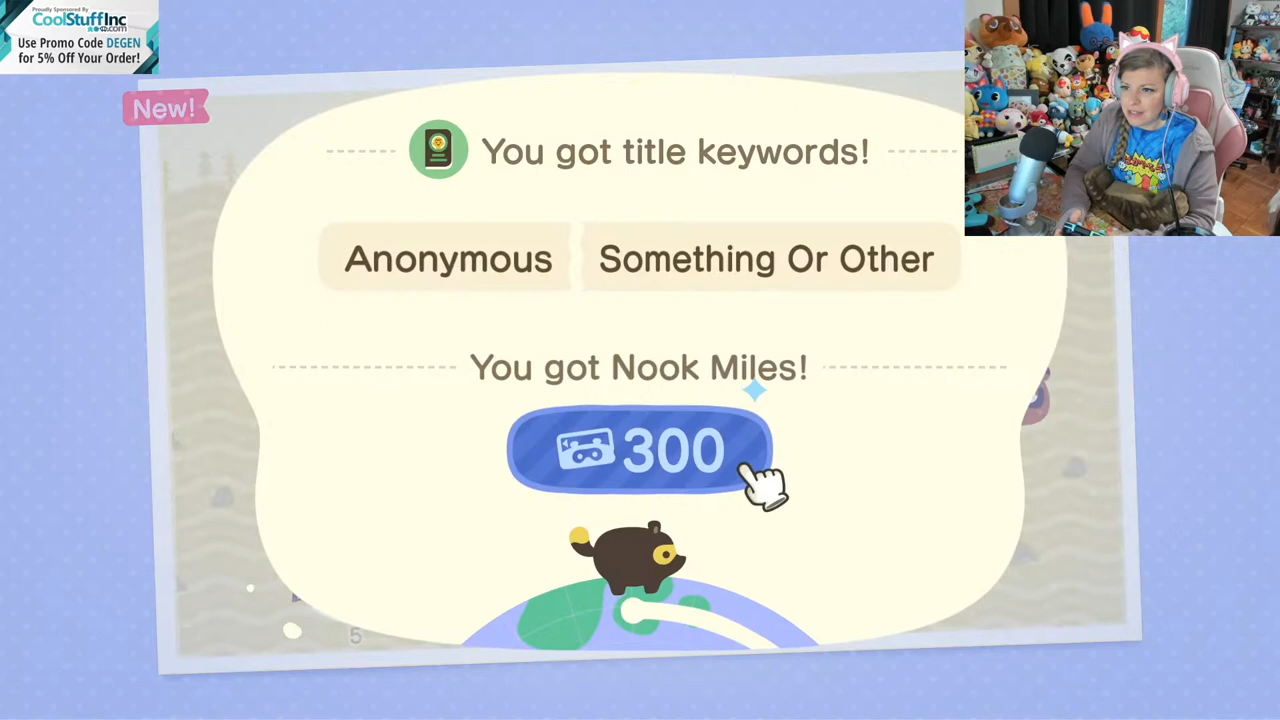 Proudly Sponsored By
CoolStuffInc
.com
Use Promo Code DEGEN
for 5% Off Your Order!
New!
You got title keywords!
Anonymous
Something Or Other
You got Nook Miles!
300
5